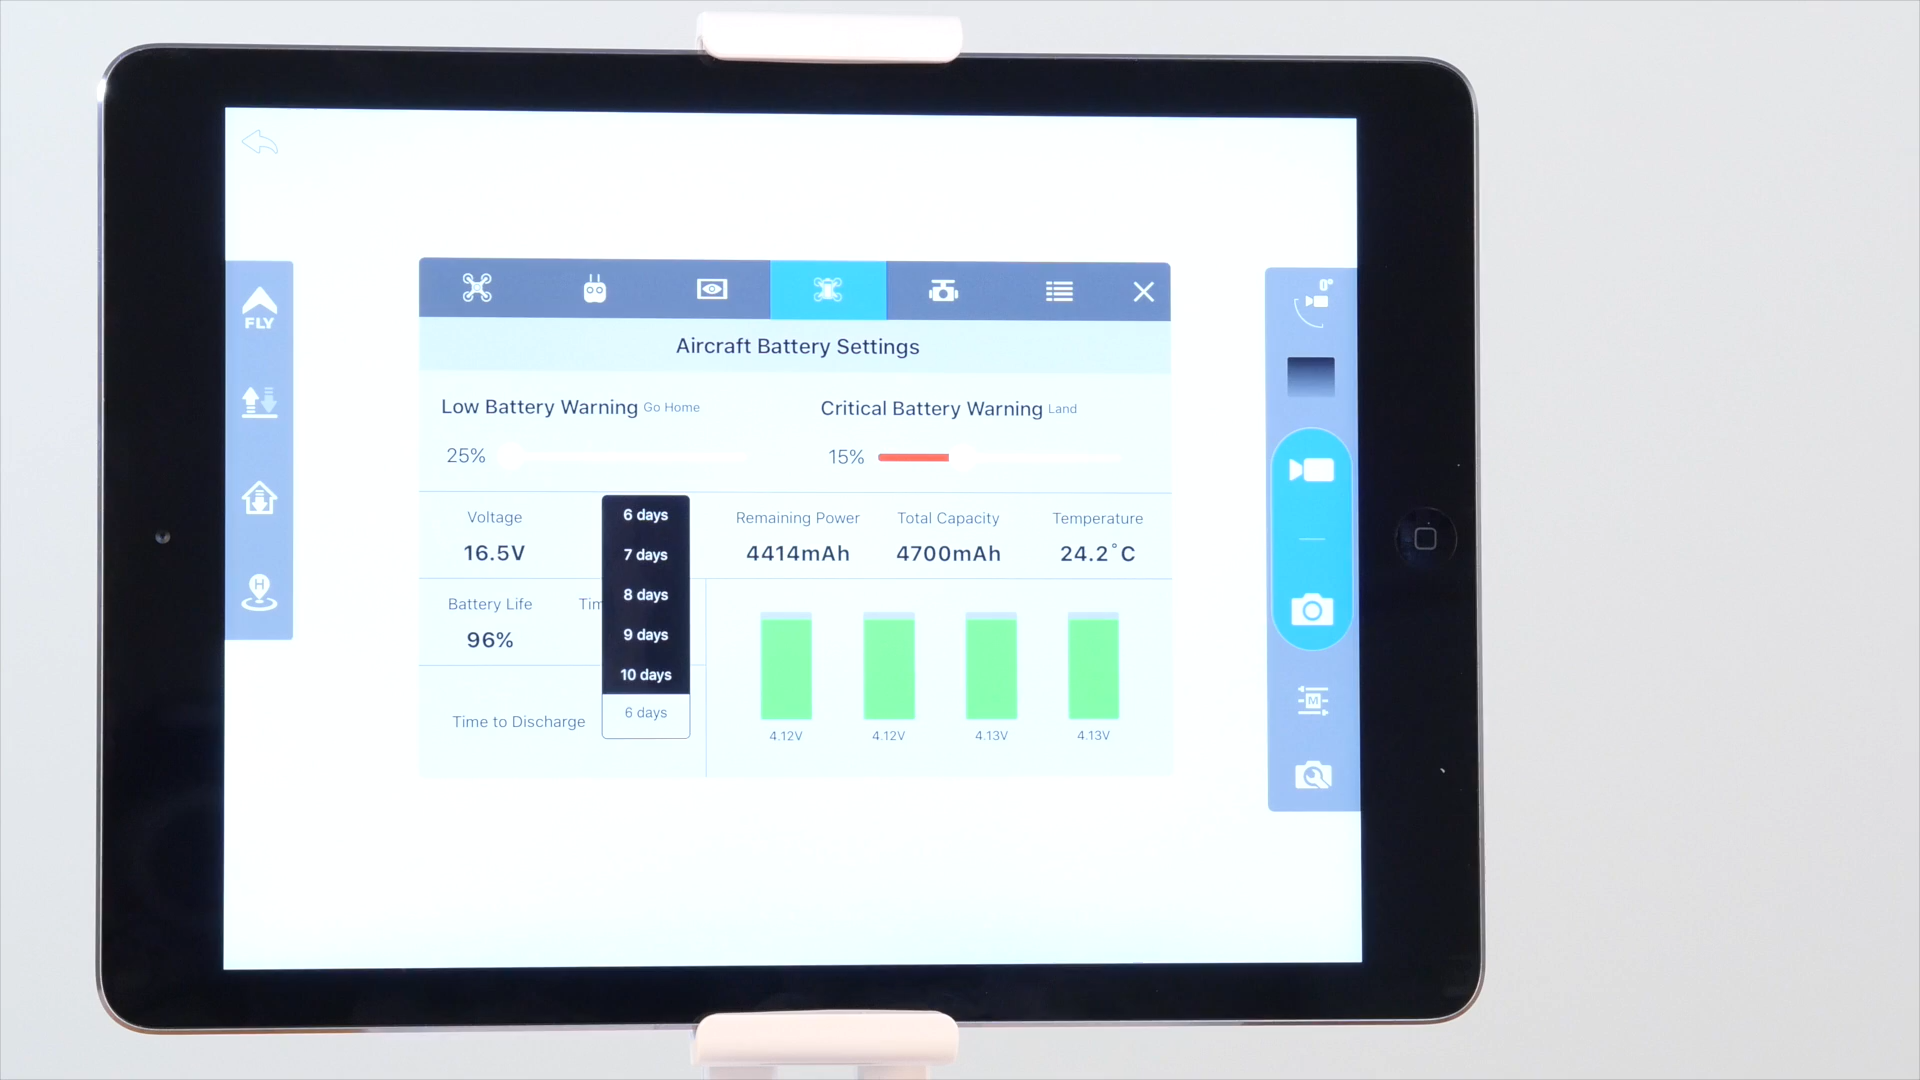 0°
FLY
Aircraft Battery Settings
Low Battery Warning Go Home
Critical Battery Warning Land
25%
15%
Voltage
16.5V
Remaining Power
4414mAh
Total Capacity
4700mAh
Temperature
24.2°C
Battery Life
96%
6 days
7 days
8 days
9 days
10 days
Time to Discharge
6 days
4.12V
4.12V
4.13V
4.13V
H
M